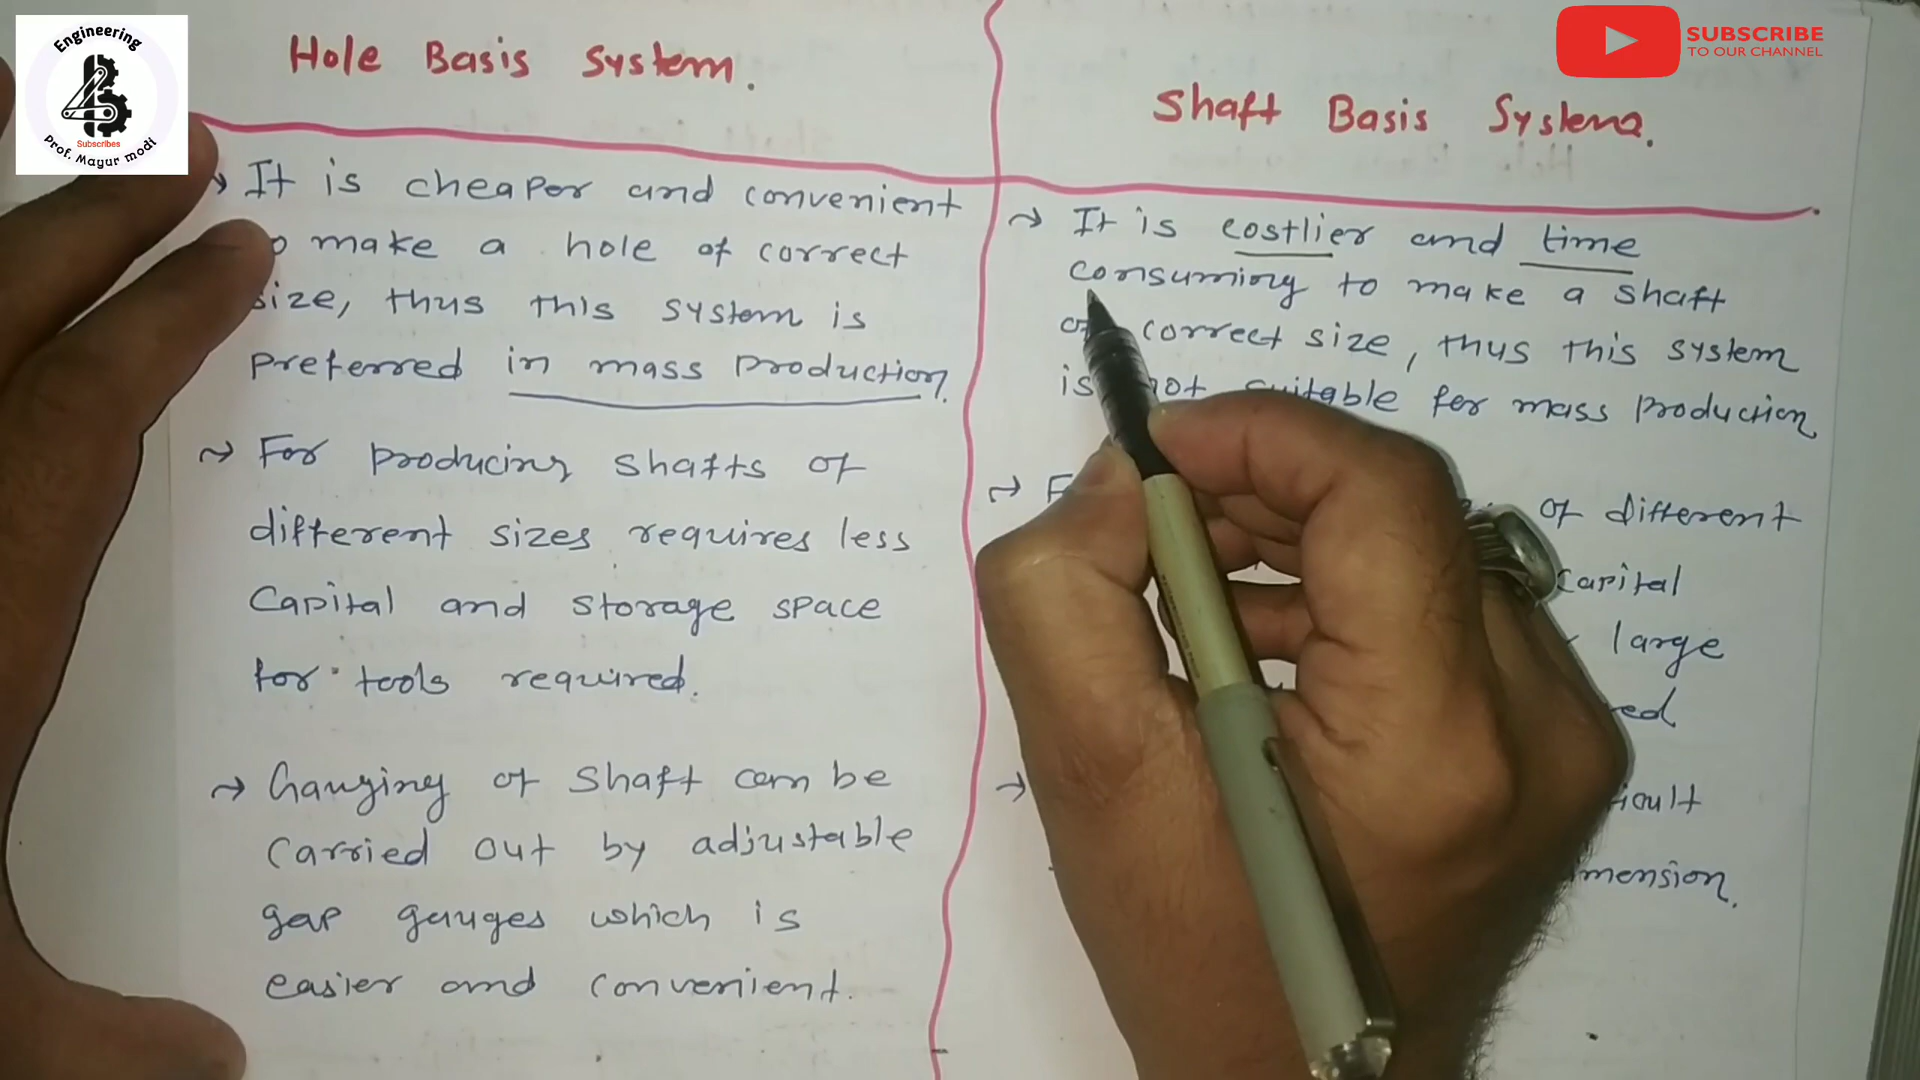 Engineering
Subscribes
Prof. Mayur modi
SUBSCRIBE
TO OUR CHANNEL
Hole Basis System.
It is cheaper and convenient
make a hole of correct
size, thus this system is
preferred in mass production.
For producing shafts of
different sizes requires less
Capital and storage space
for tools required.
Gauging of shaft can be
carried out by adjustable
gap gauges which is
easier and convenient.
Shaft Basis System.
It is costlier and time
consuming to make a shaft
of correct size, thus this system
is not suitable for mass production
of different
capital
large
icult